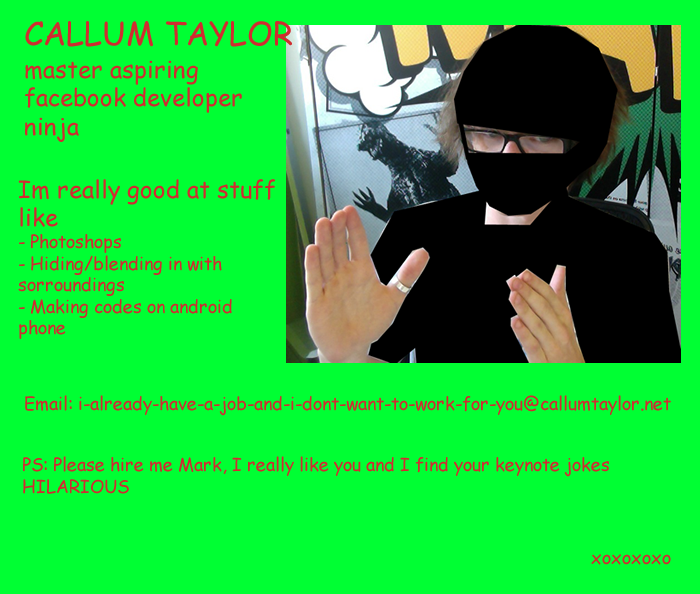 CALLUM TAYLOR
master aspiring
facebook developer
ninja
Im really good at stuff
like
- Photoshops
- Hiding/blending in with
sorroundings
- Making codes on android
phone
Email: i-already-have-a-job-and-i-dont-want-to-work-for-you@callumtaylor.net
PS: Please hire me Mark, I really like you and I find your keynote jokes
HILARIOUS
xoxoxoxo